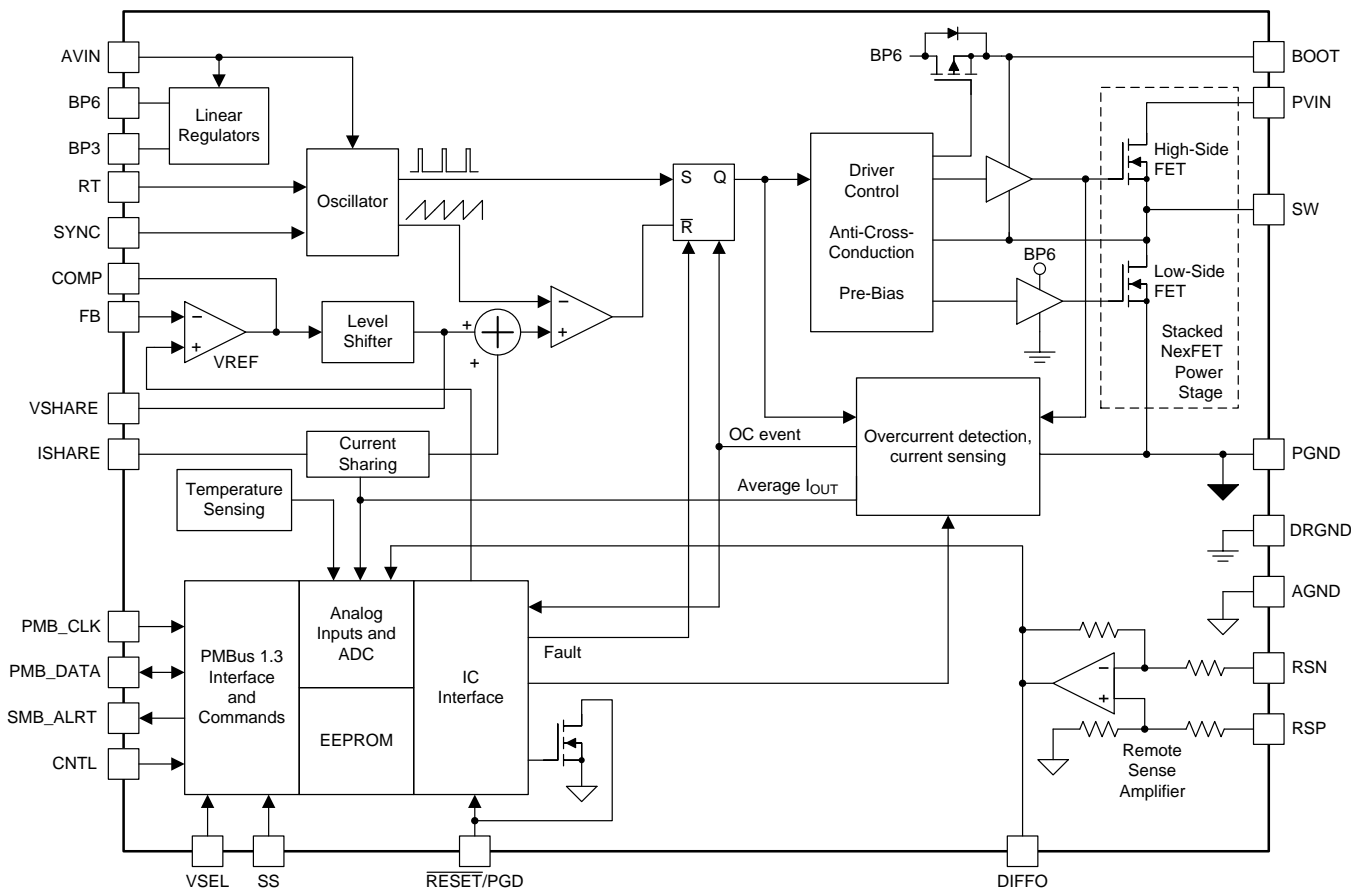 AVIN
BP6
BP3
RT
SYNC
COMP
FB
VSHARE
ISHARE
PMB_CLK
PMB_DATA
SMB_ALRT
CNTL
Linear
Regulators
Oscillator
−
+
VREF
Level
Shifter
+
+
−
+
Current
Sharing
Temperature
Sensing
S Q
R̅
BP6
Driver
Control
Anti-Cross-
Conduction
Pre-Bias
BP6
High-Side
FET
Low-Side
FET
Stacked
NexFET
Power
Stage
Overcurrent detection,
current sensing
OC event
Average IOUT
PMBus 1.3
Interface
and
Commands
Analog
Inputs and
ADC
EEPROM
IC
Interface
Fault
−
+
Remote
Sense
Amplifier
BOOT
PVIN
SW
PGND
DRGND
AGND
RSN
RSP
VSEL
SS
R̅E̅S̅E̅T̅/PGD
DIFFO